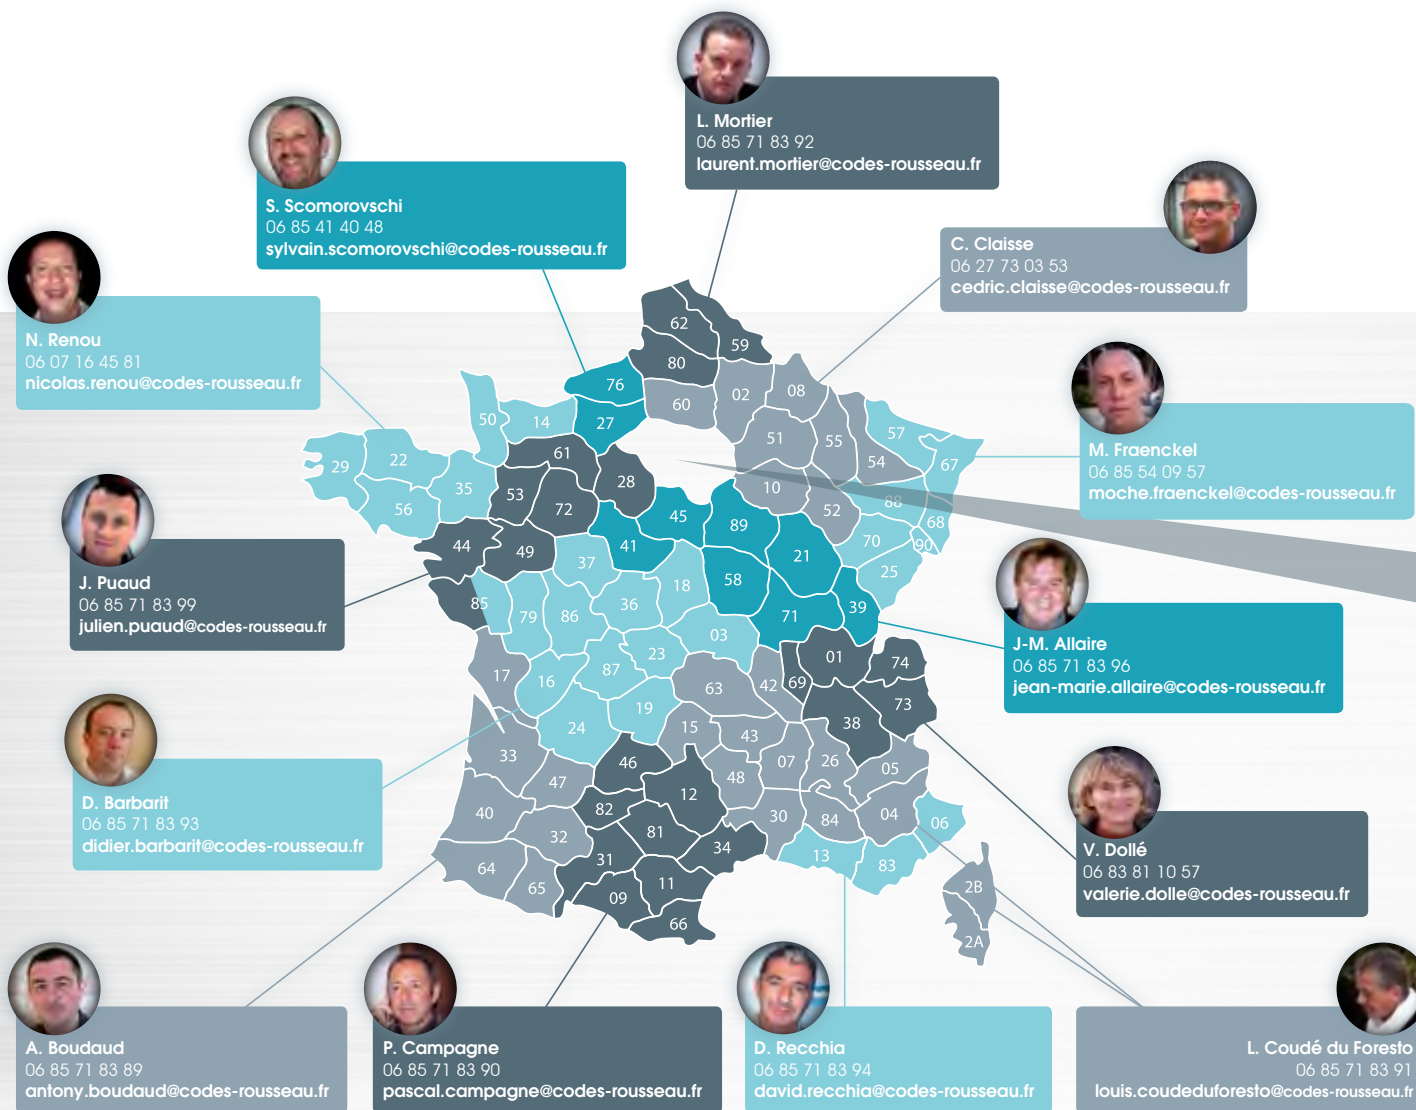 L. Mortier
06 85 71 83 92
laurent.mortier@codes-rousseau.fr
S. Scomorovschi
06 85 41 40 48
sylvain.scomorovschi@codes-rousseau.fr
C. Claisse
06 27 73 03 53
cedric.claisse@codes-rousseau.fr
N. Renou
06 07 16 45 81
nicolas.renou@codes-rousseau.fr
M. Fraenckel
06 85 54 09 57
moche.fraenckel@codes-rousseau.fr
J. Puaud
06 85 71 83 99
julien.puaud@codes-rousseau.fr
J-M. Allaire
06 85 71 83 96
jean-marie.allaire@codes-rousseau.fr
D. Barbarit
06 85 71 83 93
didier.barbarit@codes-rousseau.fr
V. Dollé
06 83 81 10 57
valerie.dolle@codes-rousseau.fr
A. Boudaud
06 85 71 83 89
antony.boudaud@codes-rousseau.fr
P. Campagne
06 85 71 83 90
pascal.campagne@codes-rousseau.fr
D. Recchia
06 85 71 83 94
david.recchia@codes-rousseau.fr
L. Coudé du Foresto
06 85 71 83 91
louis.coudeduforesto@codes-rousseau.fr
62
59
80
76
60
02
08
27
50
14
51
55
57
54
67
61
22
29
35
28
53
72
56
10
52
88
68
45
89
70
90
44
49
41
21
25
37
58
18
85
79
86
36
71
39
03
23
87
01
74
17
16
63
42
69
73
19
24
15
43
38
33
46
07
26
05
47
48
12
40
82
30
84
04
06
32
81
34
31
13
83
64
65
11
09
66
2B
2A